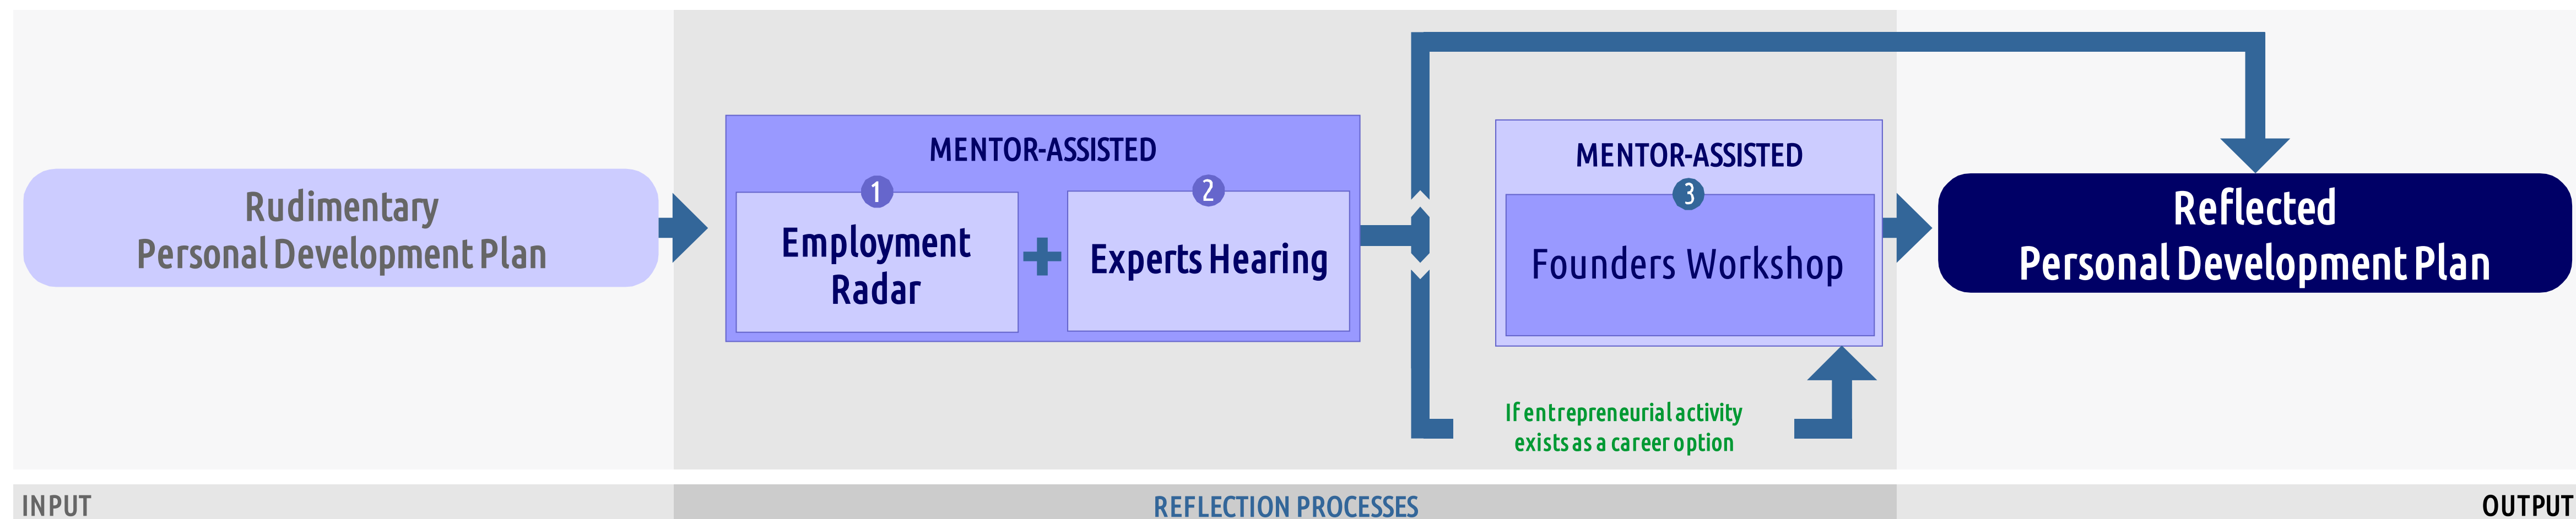 Rudimentary
Personal Development Plan
MENTOR-ASSISTED
1
Employment
Radar
+
2
Experts Hearing
MENTOR-ASSISTED
3
Founders Workshop
If entrepreneurial activity
exists as a career option
Reflected
Personal Development Plan
INPUT
REFLECTION PROCESSES
OUTPUT